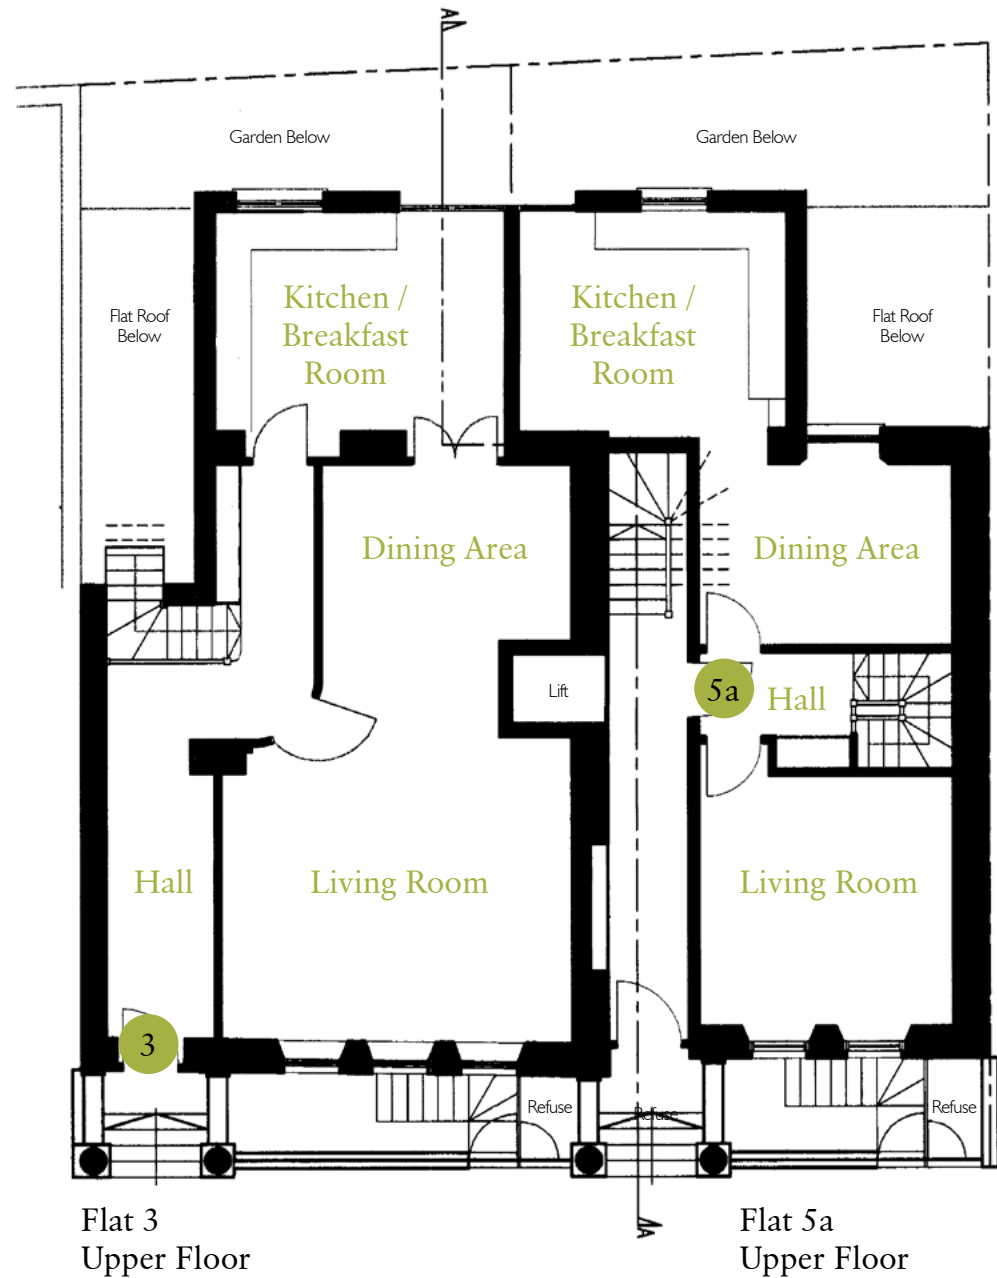 A
Garden Below
Garden Below
Flat Roof
Below
Kitchen /
Breakfast
Room
Kitchen /
Breakfast
Room
Flat Roof
Below
Dining Area
Dining Area
Lift
5a
Hall
Hall
Living Room
Living Room
3
Refuse
Refuse
Refuse
A
Flat 3
Upper Floor
Flat 5a
Upper Floor